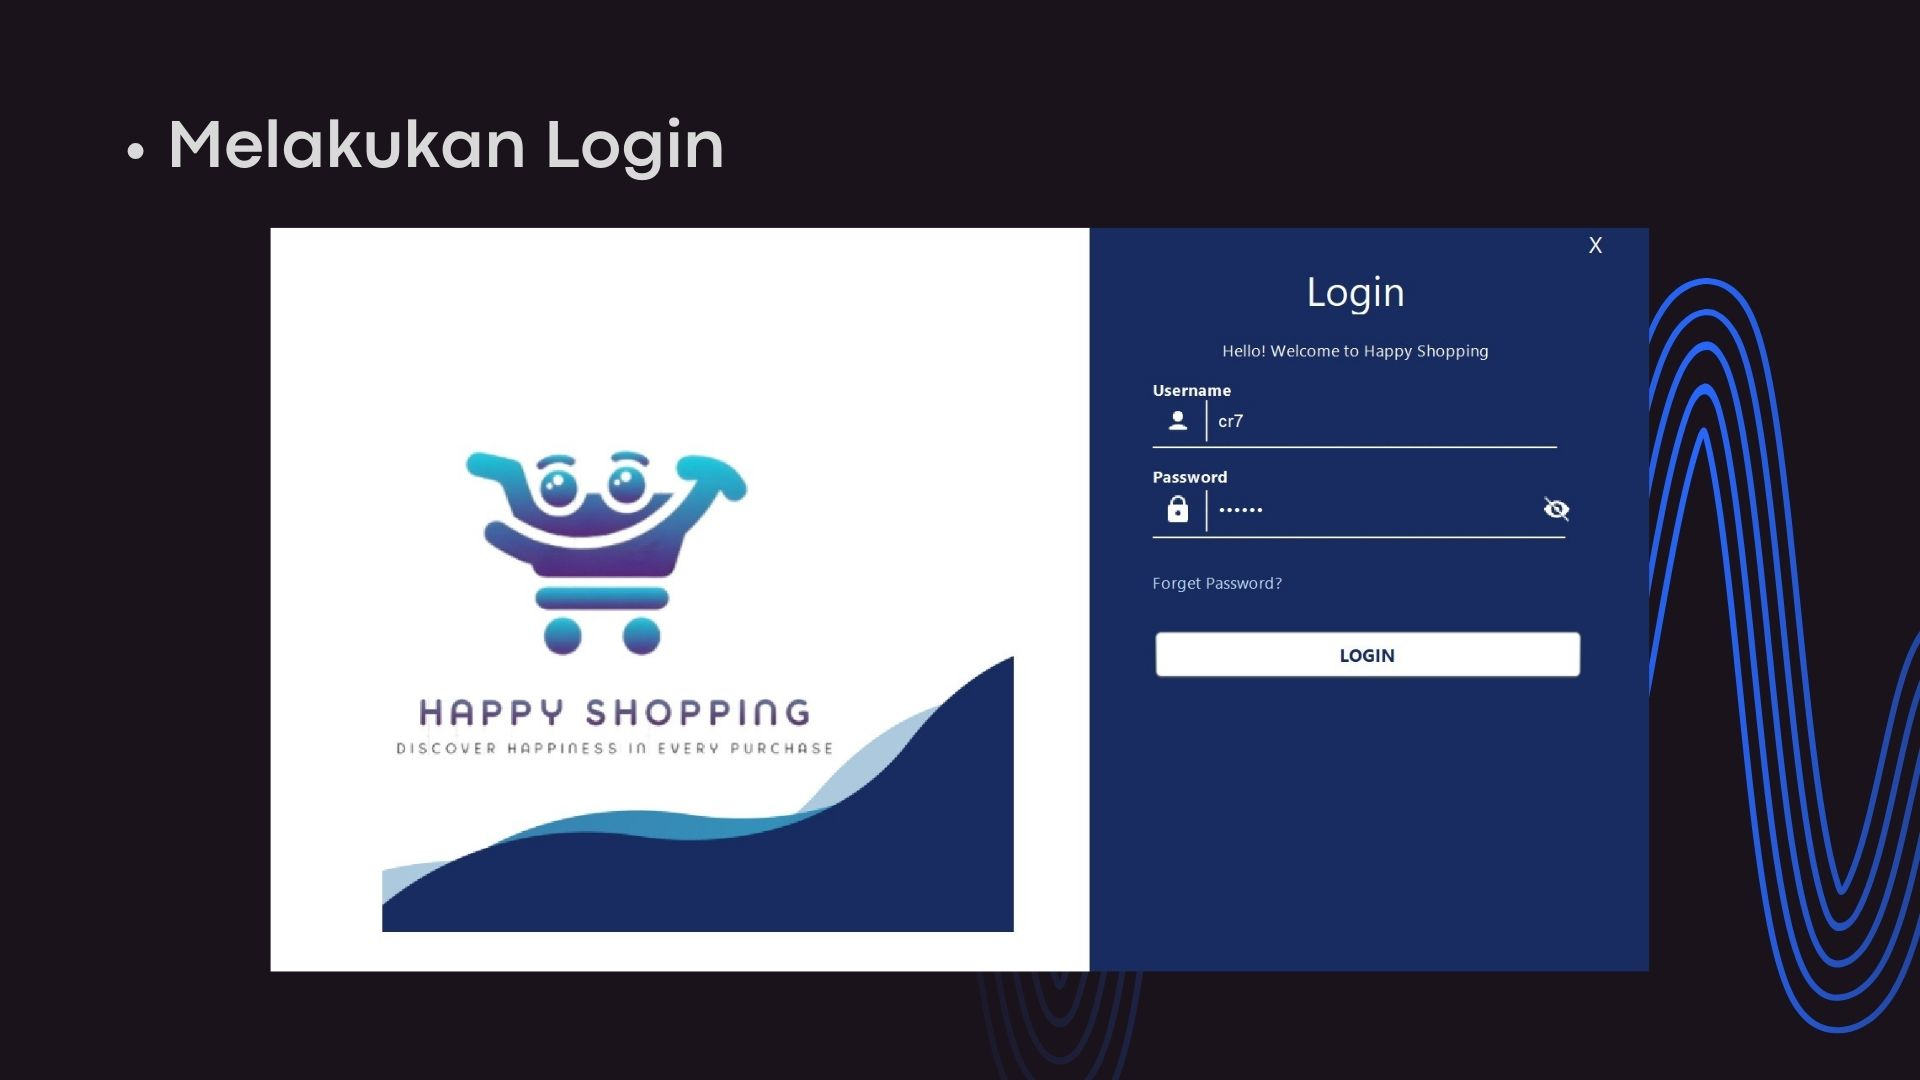 • Melakukan Login
X
Login
Hello! Welcome to Happy Shopping
Username
cr7
Password
••••••
Forget Password?
LOGIN
HAPPY SHOPPING
DISCOVER HAPPINESS IN EVERY PURCHASE